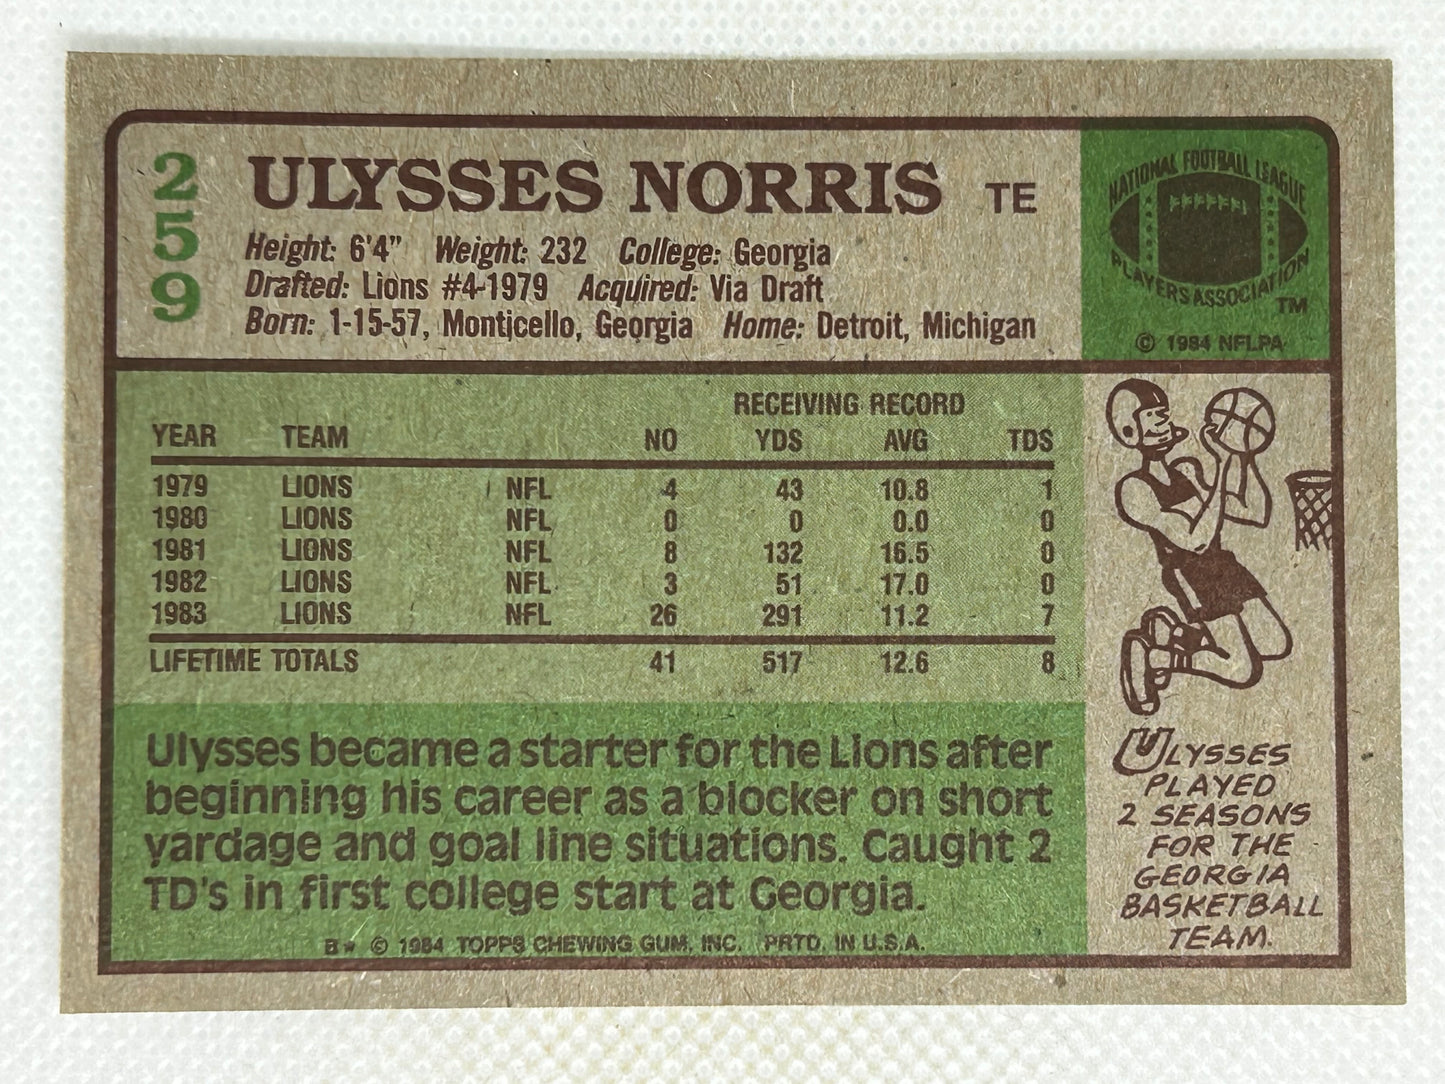 259
ULYSSES NORRIS TE
Height: 6'4" Weight: 232 College: Georgia
Drafted: Lions #4-1979 Acquired: Via Draft
Born: 1-15-57, Monticello, Georgia Home: Detroit, Michigan
NATIONAL FOOTBALL LEAGUE
PLAYERS ASSOCIATION
TM
© 1984 NFLPA
RECEIVING RECORD
YEAR TEAM NO YDS AVG TDS
1979 LIONS NFL 4 43 10.8 1
1980 LIONS NFL 0 0 0.0 0
1981 LIONS NFL 8 132 16.5 0
1982 LIONS NFL 3 51 17.0 0
1983 LIONS NFL 26 291 11.2 7
LIFETIME TOTALS 41 517 12.6 8
Ulysses became a starter for the Lions after
beginning his career as a blocker on short
yardage and goal line situations. Caught 2
TD's in first college start at Georgia.
B★ © 1984 TOPPS CHEWING GUM, INC. PRTD. IN U.S.A.
ULYSSES
PLAYED
2 SEASONS
FOR THE
GEORGIA
BASKETBALL
TEAM.